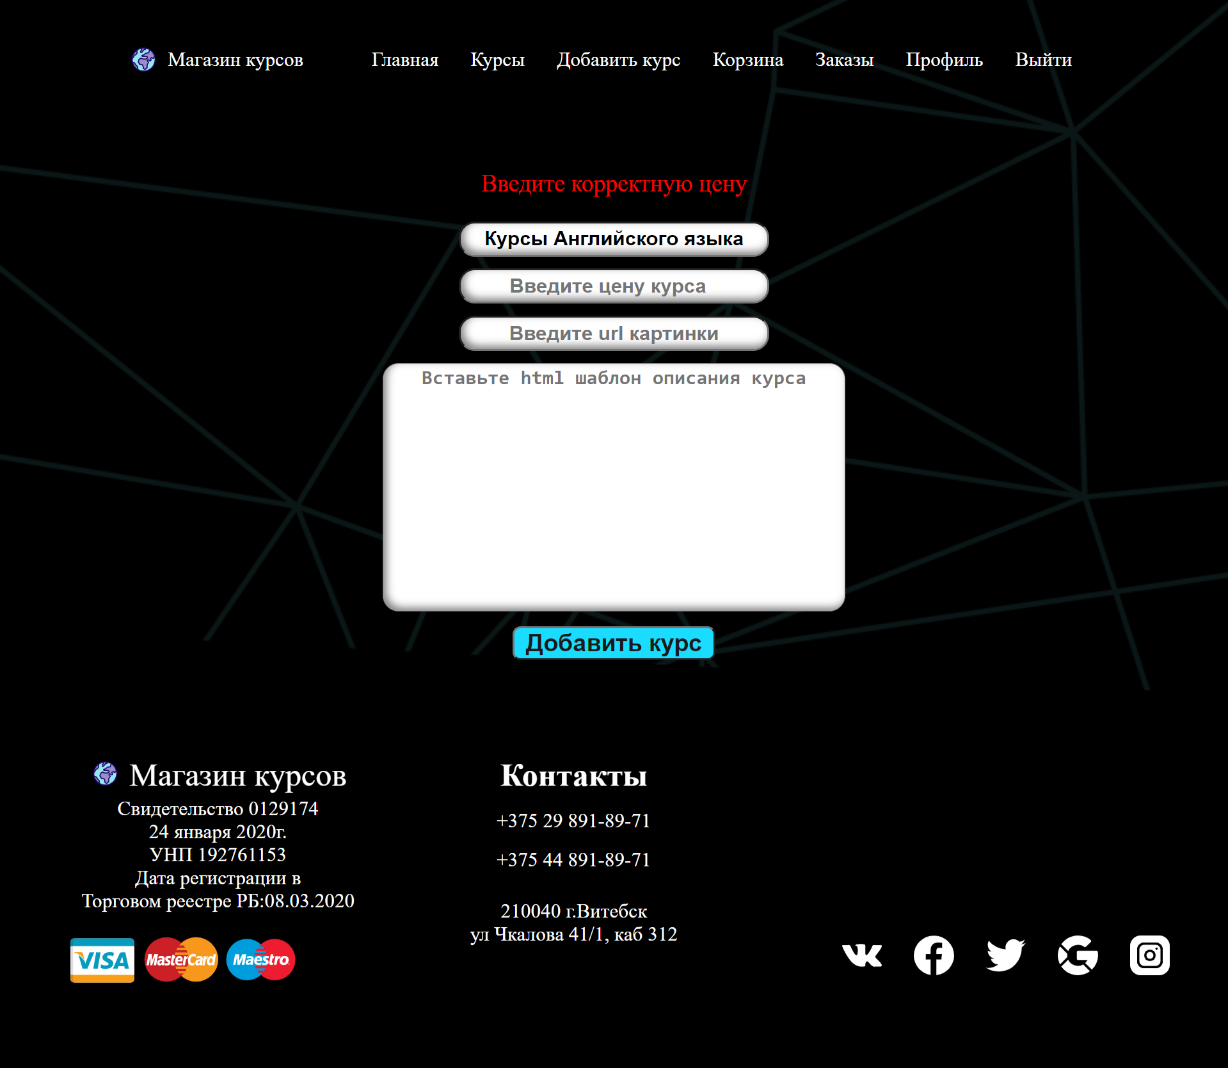 Магазин курсов Главная Курсы Добавить курс Корзина Заказы Профиль Выйти
Введите корректную цену
Курсы Английского языка
Введите цену курса
Введите url картинки
Вставьте html шаблон описания курса
Добавить курс
Магазин курсов
Свидетельство 0129174
24 января 2020г.
УНП 192761153
Дата регистрации в
Торговом реестре РБ:08.03.2020
VISA MasterCard Maestro
Контакты
+375 29 891-89-71
+375 44 891-89-71
210040 г.Витебск
ул Чкалова 41/1, каб 312